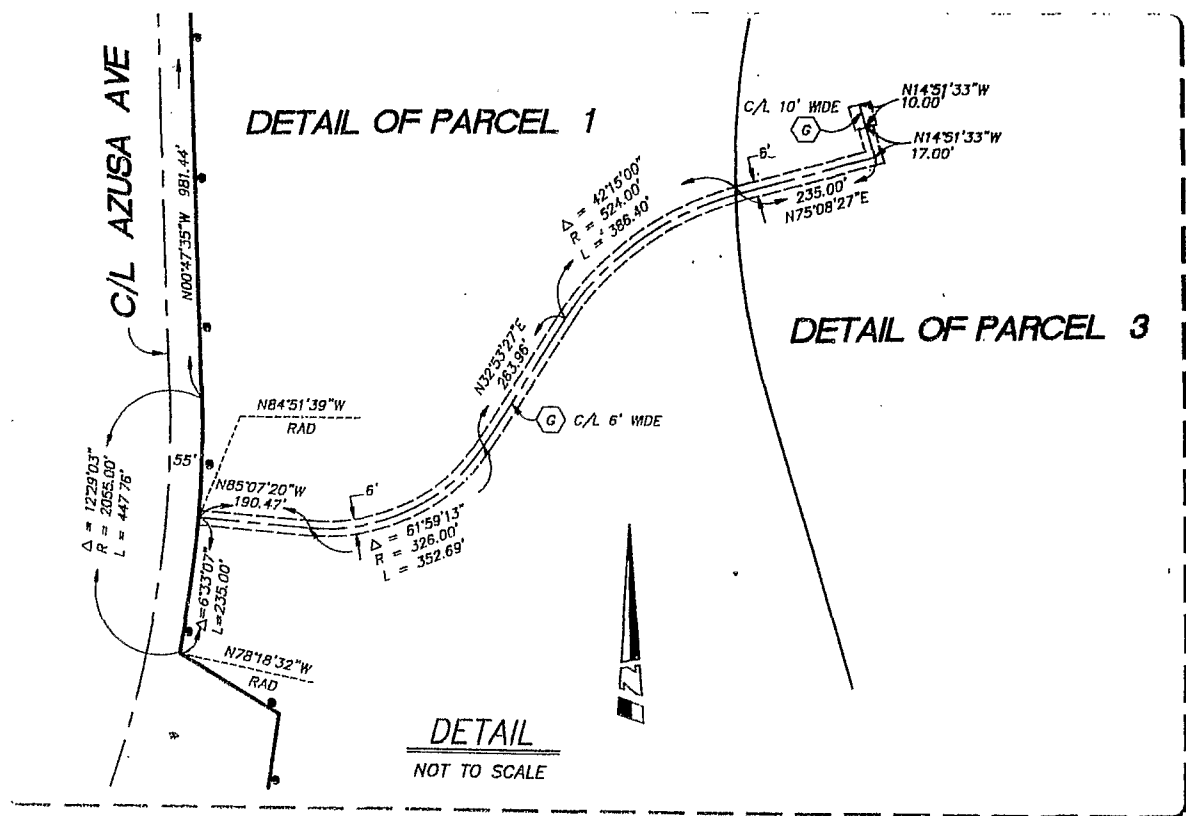 C/L AZUSA AVE
N00°47'35"W 981.44'
DETAIL OF PARCEL 1
C/L 10' WIDE
G
N14°51'33"W
10.00'
N14°51'33"W
17.00'
6'
235.00'
N75°08'27"E
Δ = 42°15'00"
R = 524.00'
L = 386.40'
DETAIL OF PARCEL 3
N32°53'27"E
263.96'
G C/L 6' WIDE
N84°51'39"W
RAD
55'
Δ = 12°29'03"
R = 2055.00'
L = 447.76'
N85°07'20"W
190.47'
6'
Δ = 61°59'13"
R = 326.00'
L = 352.69'
Δ=6°33'07"
L=235.00'
N78°18'32"W
RAD
DETAIL
NOT TO SCALE